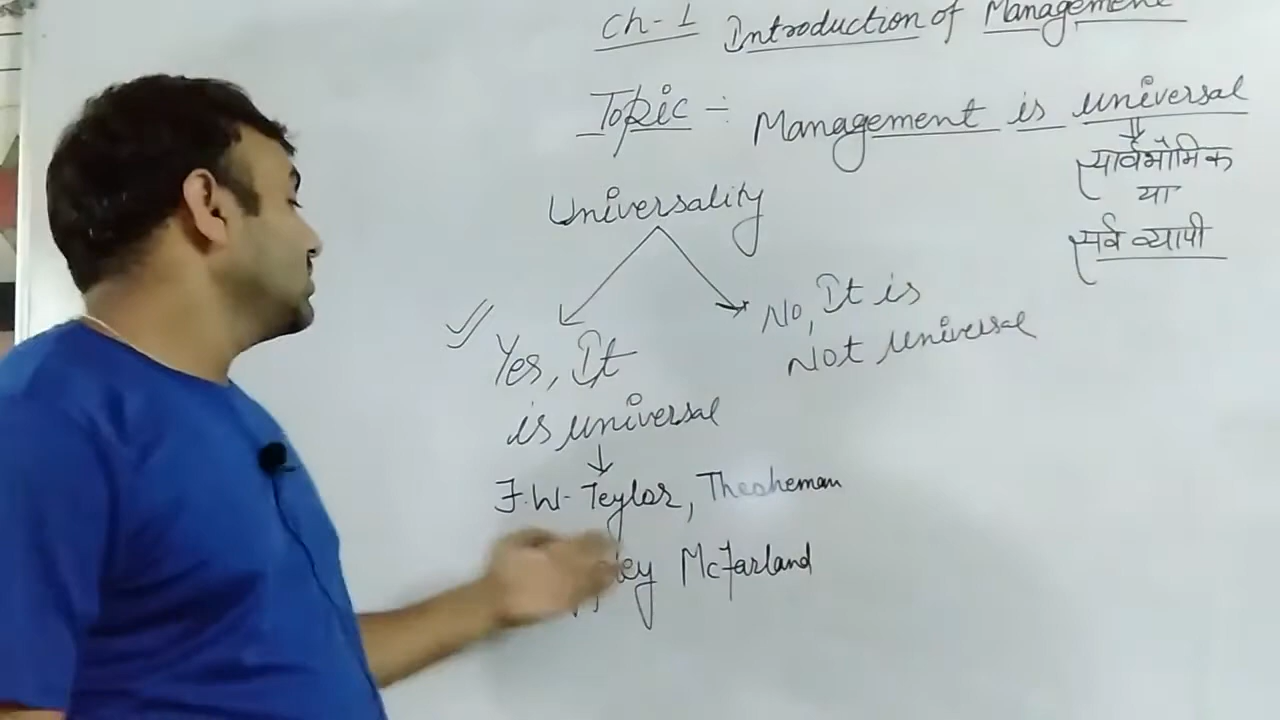 Ch-1 Introduction of Management
Topic :- Management is universal
सार्वभौमिक
या
सर्व व्यापी
Universality
Yes, It
is universal
No, It is
Not universal
F.W. Teylor, Theoheman
McFarland